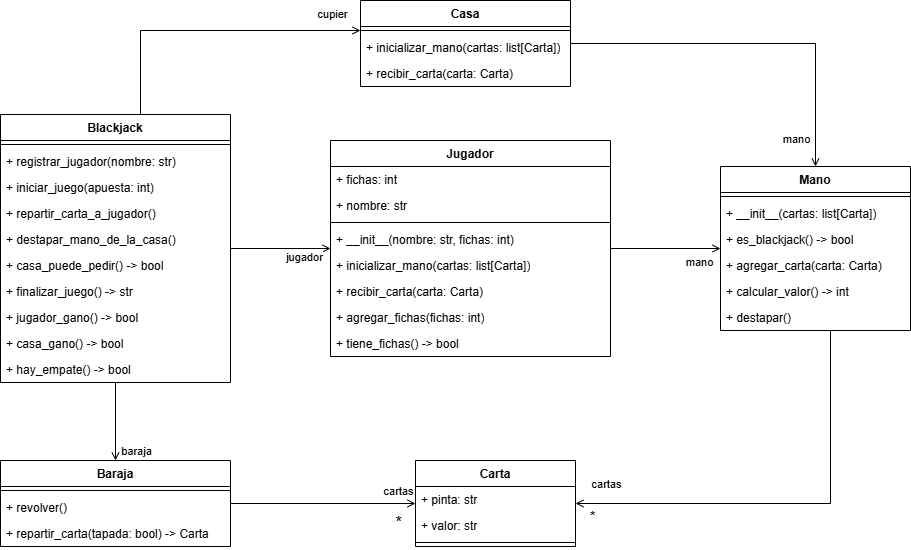 cupier
Casa
+ inicializar_mano(cartas: list[Carta])
+ recibir_carta(carta: Carta)
mano
Blackjack
+ registrar_jugador(nombre: str)
+ iniciar_juego(apuesta: int)
+ repartir_carta_a_jugador()
+ destapar_mano_de_la_casa()
+ casa_puede_pedir() -> bool
+ finalizar_juego() -> str
+ jugador_gano() -> bool
+ casa_gano() -> bool
+ hay_empate() -> bool
jugador
Jugador
+ fichas: int
+ nombre: str
+ __init__(nombre: str, fichas: int)
+ inicializar_mano(cartas: list[Carta])
+ recibir_carta(carta: Carta)
+ agregar_fichas(fichas: int)
+ tiene_fichas() -> bool
mano
Mano
+ __init__(cartas: list[Carta])
+ es_blackjack() -> bool
+ agregar_carta(carta: Carta)
+ calcular_valor() -> int
+ destapar()
baraja
Baraja
+ revolver()
+ repartir_carta(tapada: bool) -> Carta
cartas
*
Carta
+ pinta: str
+ valor: str
cartas
*